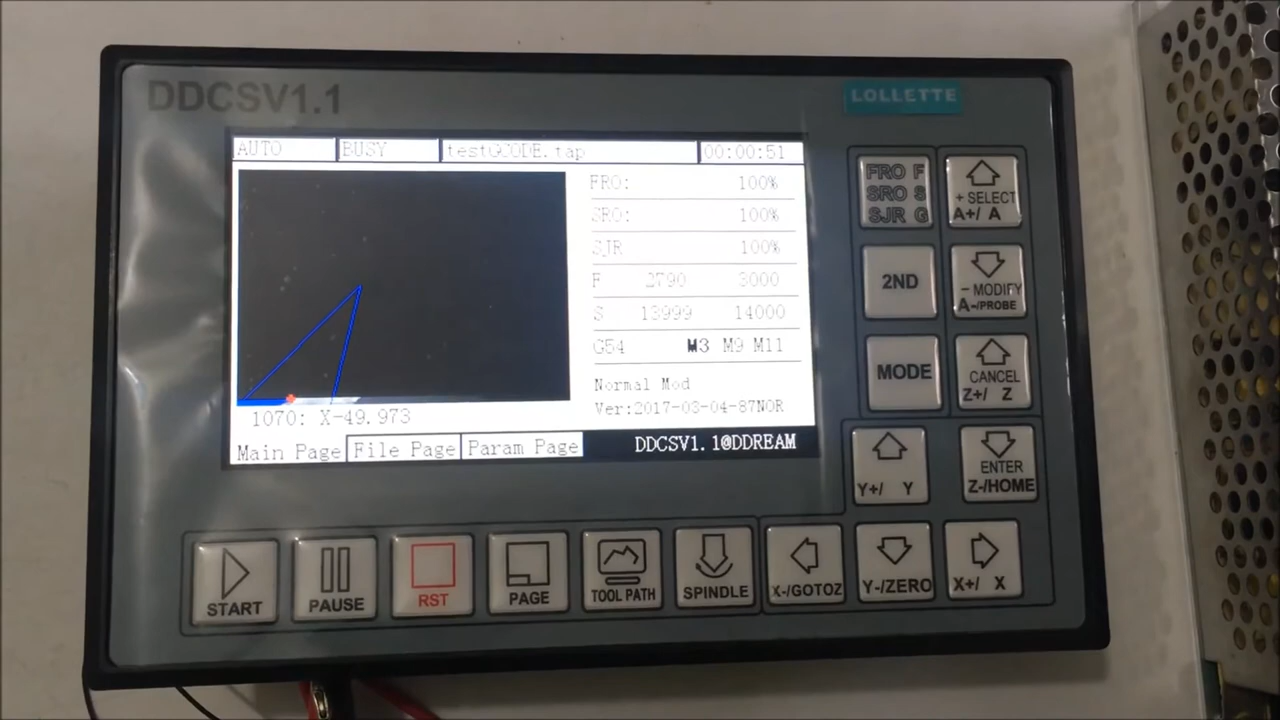 DDCSV1.1
LOLLETTE
AUTO BUSY testGCODE.tap 00:00:51
FRO: 100%
SRO: 100%
SJR 100%
F 2790 3000
S 13999 14000
G54 M3 M9 M11
Normal Mod
Ver:2017-03-04-87NOR
1070: X-49.973
Main Page File Page Param Page DDCSV1.1@DDREAM
FRO F
SRO S
SJR G
+ SELECT
A+/ A
2ND
- MODIFY
A-/PROBE
MODE
CANCEL
Z+/ Z
Y+/ Y
ENTER
Z-/HOME
START
PAUSE
RST
PAGE
TOOL PATH
SPINDLE
X-/GOTOZ
Y-/ZERO
X+/ X